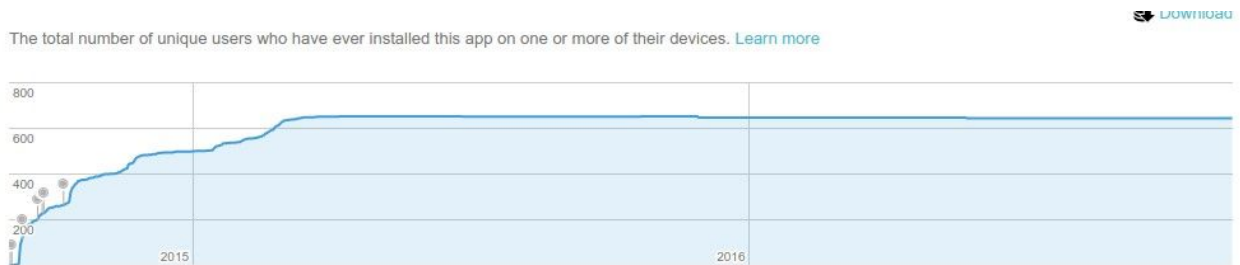 Download
The total number of unique users who have ever installed this app on one or more of their devices. Learn more
800
600
400
200
2015 2016